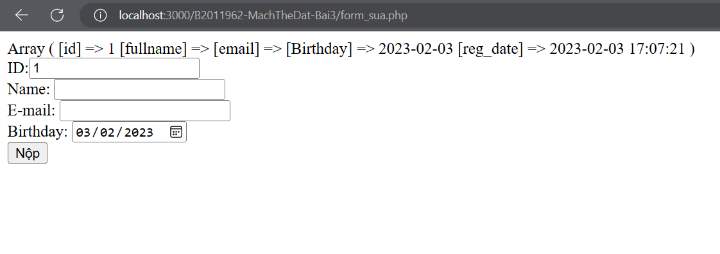 localhost:3000/B2011962-MachTheDat-Bai3/form_sua.php
Array ( [id] => 1 [fullname] => [email] => [Birthday] => 2023-02-03 [reg_date] => 2023-02-03 17:07:21 )
ID: 1
Name:
E-mail:
Birthday: 03/02/2023
Nộp